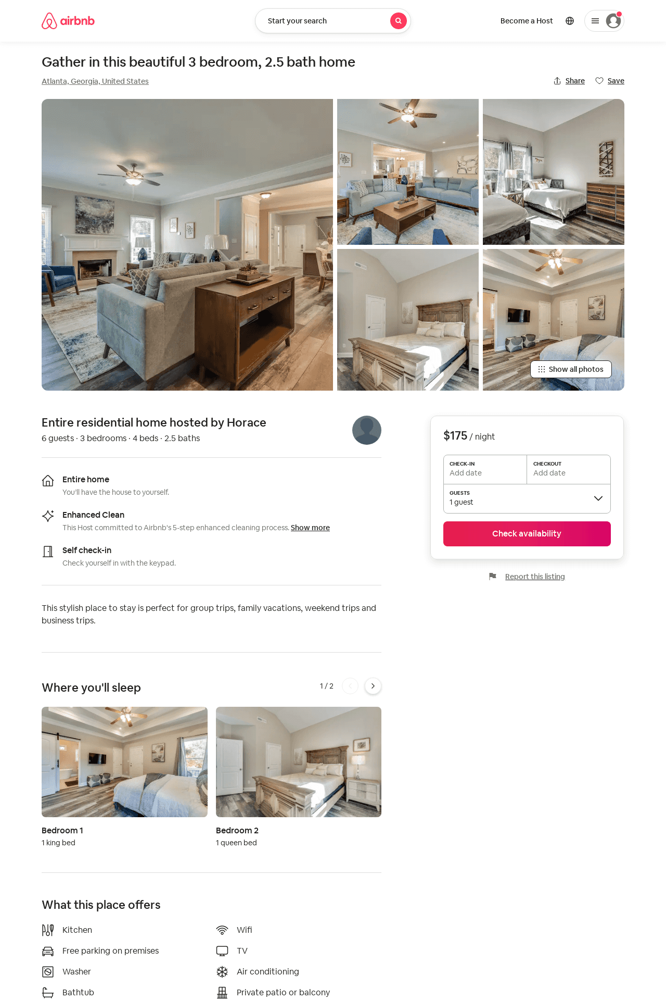 airbnb
Start your search
Become a Host
Gather in this beautiful 3 bedroom, 2.5 bath home
Atlanta, Georgia, United States
Share
Save
Show all photos
Entire residential home hosted by Horace
6 guests · 3 bedrooms · 4 beds · 2.5 baths
Entire home
You’ll have the house to yourself.
Enhanced Clean
This Host committed to Airbnb's 5-step enhanced cleaning process. Show more
Self check-in
Check yourself in with the keypad.
$175 / night
CHECK-IN
Add date
CHECKOUT
Add date
GUESTS
1 guest
Check availability
Report this listing
This stylish place to stay is perfect for group trips, family vacations, weekend trips and
business trips.
Where you'll sleep
1 / 2
Bedroom 1
1 king bed
Bedroom 2
1 queen bed
What this place offers
Kitchen
Wifi
Free parking on premises
TV
Washer
Air conditioning
Bathtub
Private patio or balcony